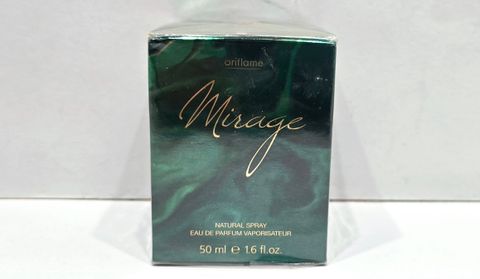 oriflame
Mirage
NATURAL SPRAY
EAU DE PARFUM VAPORISATEUR
50 ml ℮ 1.6 fl.oz.